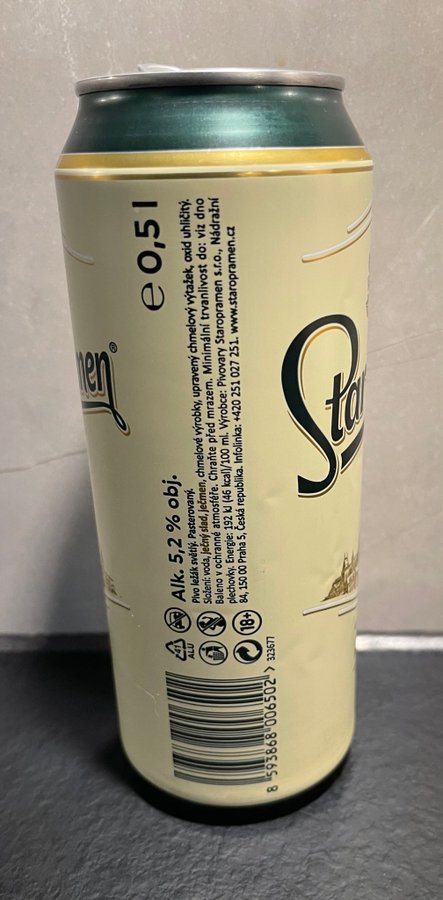 e 0,5 l
Alk. 5,2 % obj.
Pivo ležák světlý. Pasterovaný.
Složení: voda, ječný slad, ječmen, chmelové výrobky, upravený chmelový výtažek, oxid uhličitý.
Baleno v ochranné atmosféře. Chraňte před mrazem. Minimální trvanlivost do: viz dno
plechovky. Energie: 192 kJ (46 kcal)/100 ml. Výrobce: Pivovary Staropramen s.r.o., Nádražní
84, 150 00 Praha 5, Česká republika. Infolinka: +420 251 027 251. www.staropramen.cz
41
ALU
18+
8 593868 006502 >
323677
men®
Star